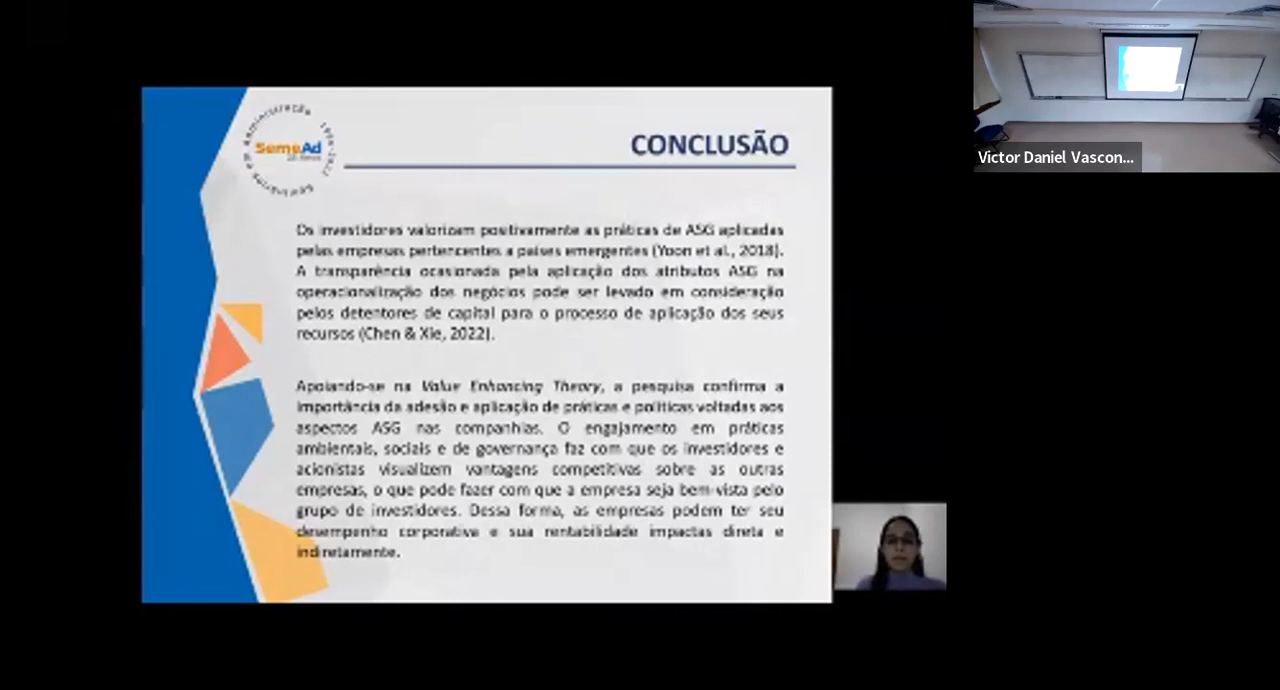 SemeAd
CONCLUSÃO
Os investidores valorizam positivamente as práticas de ASG aplicadas
pelas empresas pertencentes a países emergentes (Yoon et al., 2018).
A transparência ocasionada pela aplicação dos atributos ASG na
operacionalização dos negócios pode ser levado em consideração
pelos detentores de capital para o processo de aplicação dos seus
recursos (Chen & Xie, 2022).
Apoiando-se na Value Enhancing Theory, a pesquisa confirma a
importância da adesão e aplicação de práticas e políticas voltadas aos
aspectos ASG nas companhias. O engajamento em práticas
ambientais, sociais e de governança faz com que os investidores e
acionistas visualizem vantagens competitivas sobre as outras
empresas, o que pode fazer com que a empresa seja bem-vista pelo
grupo de investidores. Dessa forma, as empresas podem ter seu
desempenho corporativa e sua rentabilidade impactas direta e
indiretamente.
Victor Daniel Vascon...